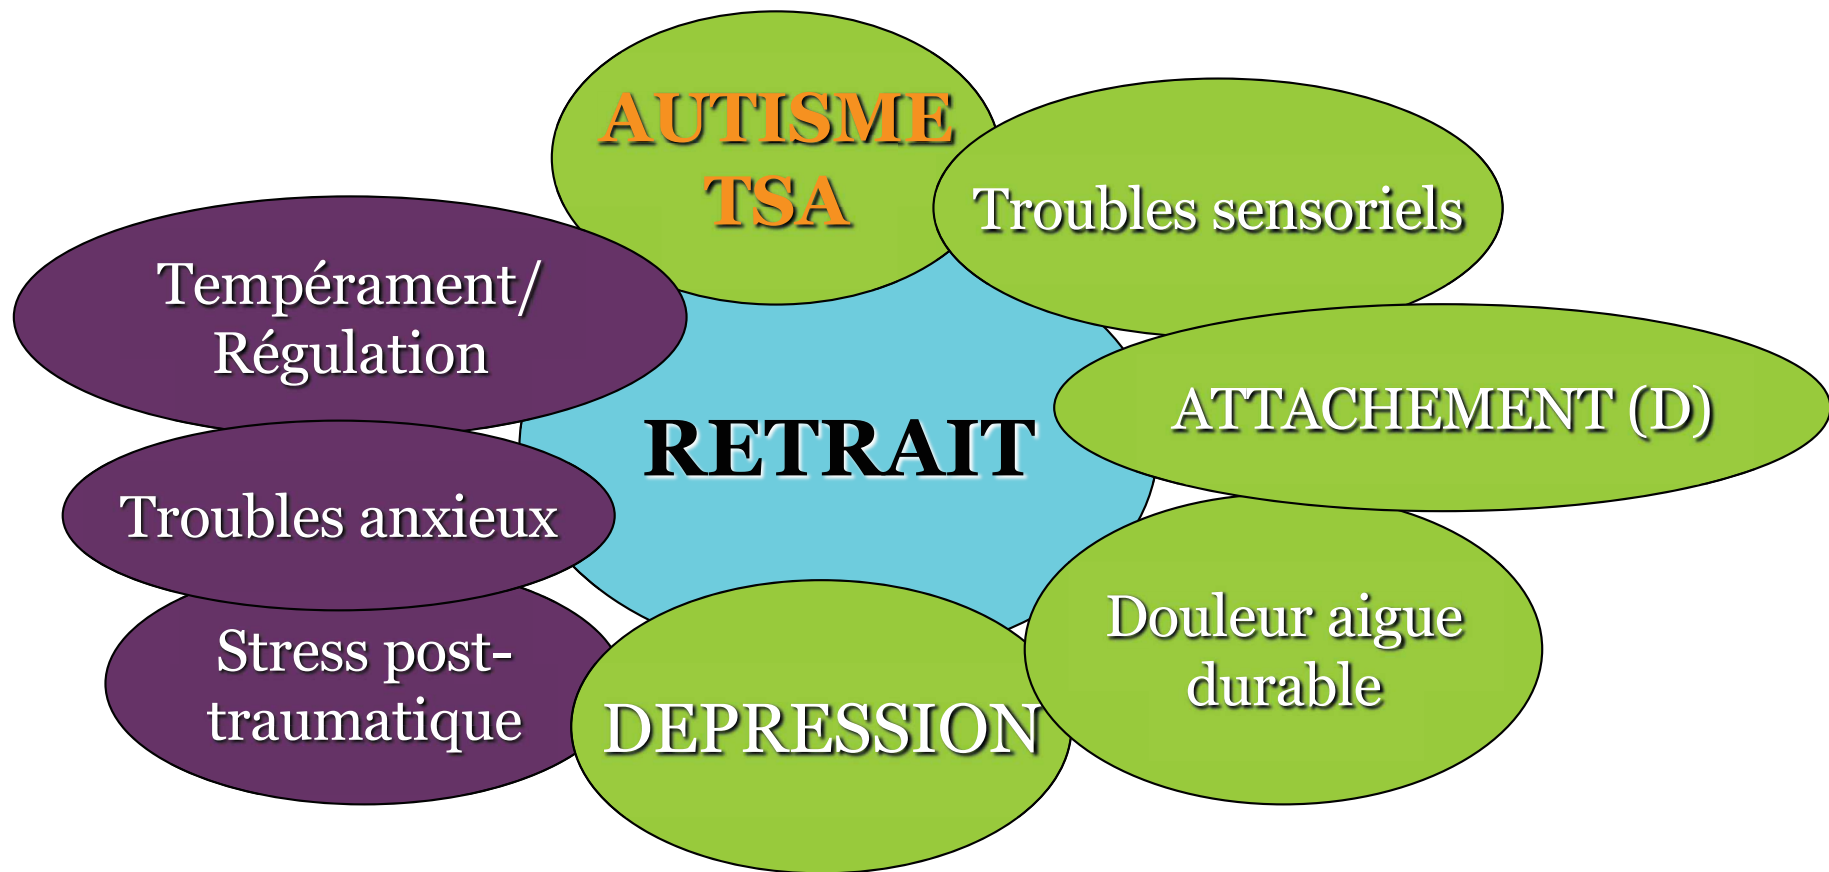 AUTISME
TSA
Troubles sensoriels
Tempérament/
Régulation
ATTACHEMENT (D)
RETRAIT
Troubles anxieux
Douleur aigue
durable
Stress post-
traumatique
DEPRESSION